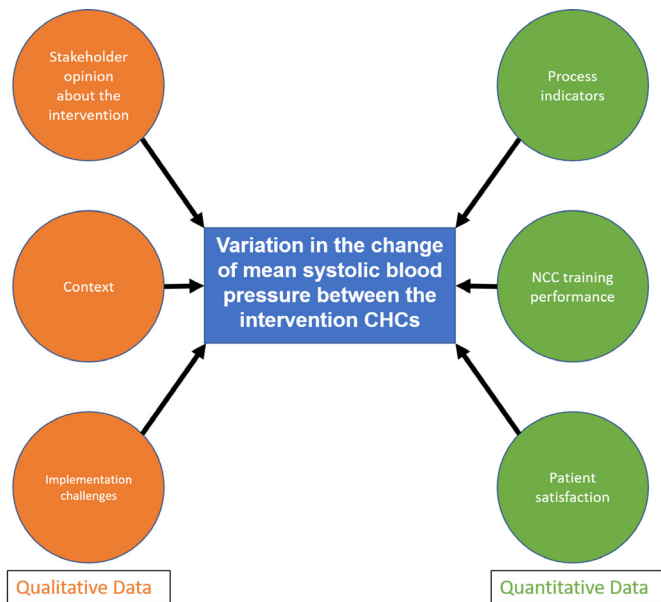 Stakeholder
opinion
about the
intervention
Process
indicators
Variation in the change
of mean systolic blood
pressure between the
intervention CHCs
Context
NCC training
performance
Implementation
challenges
Patient
satisfaction
Qualitative Data
Quantitative Data